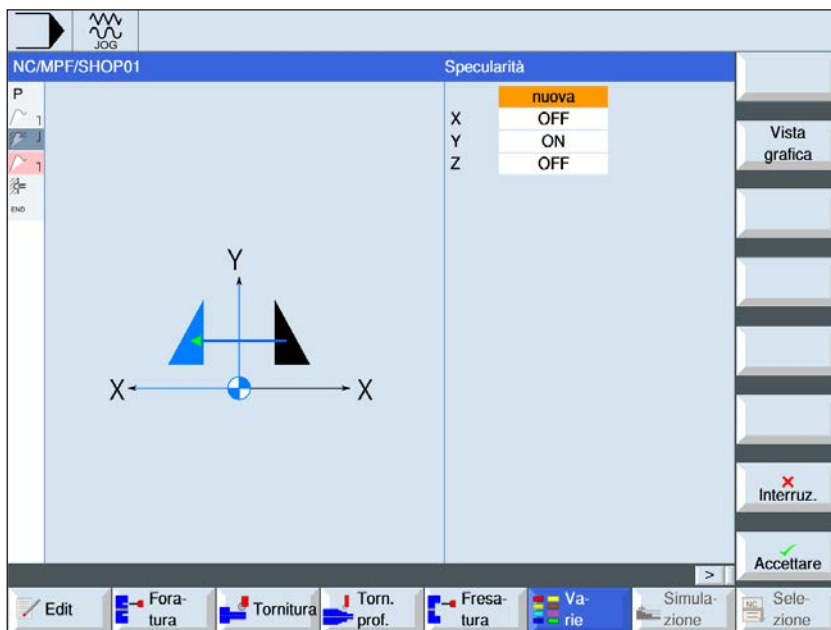 JOG
NC/MPF/SHOP01
Specularità
P
nuova
X OFF
Y ON
Z OFF
END
Y
X X
Vista
grafica
Interruz.
Accettare
>
Edit
Fora-
tura
Tornitura
Torn.
prof.
Fresa-
tura
Va-
rie
Simula-
zione
NC
Sele-
zione